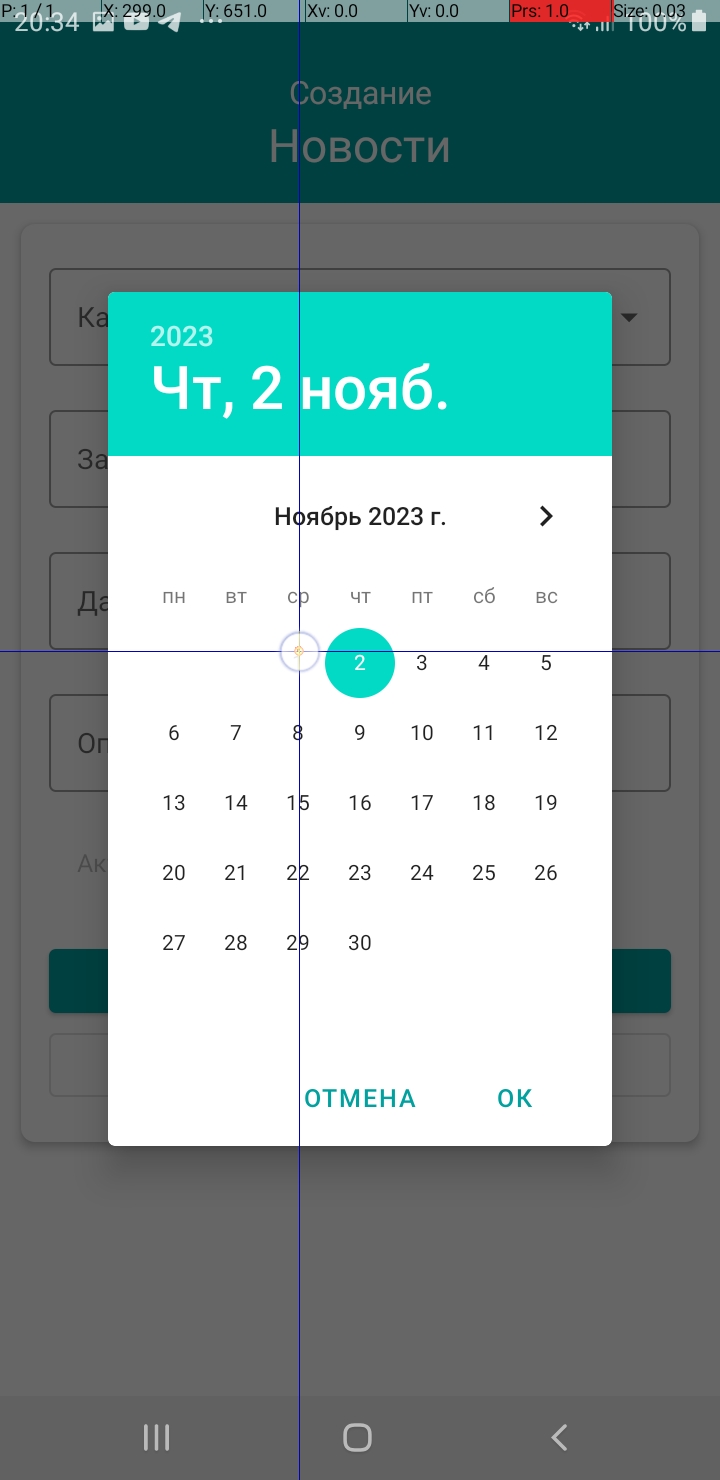 P: 1 / 1 X: 299.0 Y: 651.0 Xv: 0.0 Yv: 0.0 Prs: 1.0 Size: 0.03
20:34 ... 100%
Создание
Новости
Ка
2023
Чт, 2 нояб.
За
Ноябрь 2023 г.
пн вт ср чт пт сб вс
Да
2 3 4 5
6 7 8 9 10 11 12
Оп
13 14 15 16 17 18 19
20 21 22 23 24 25 26
Ак
27 28 29 30
ОТМЕНА ОК